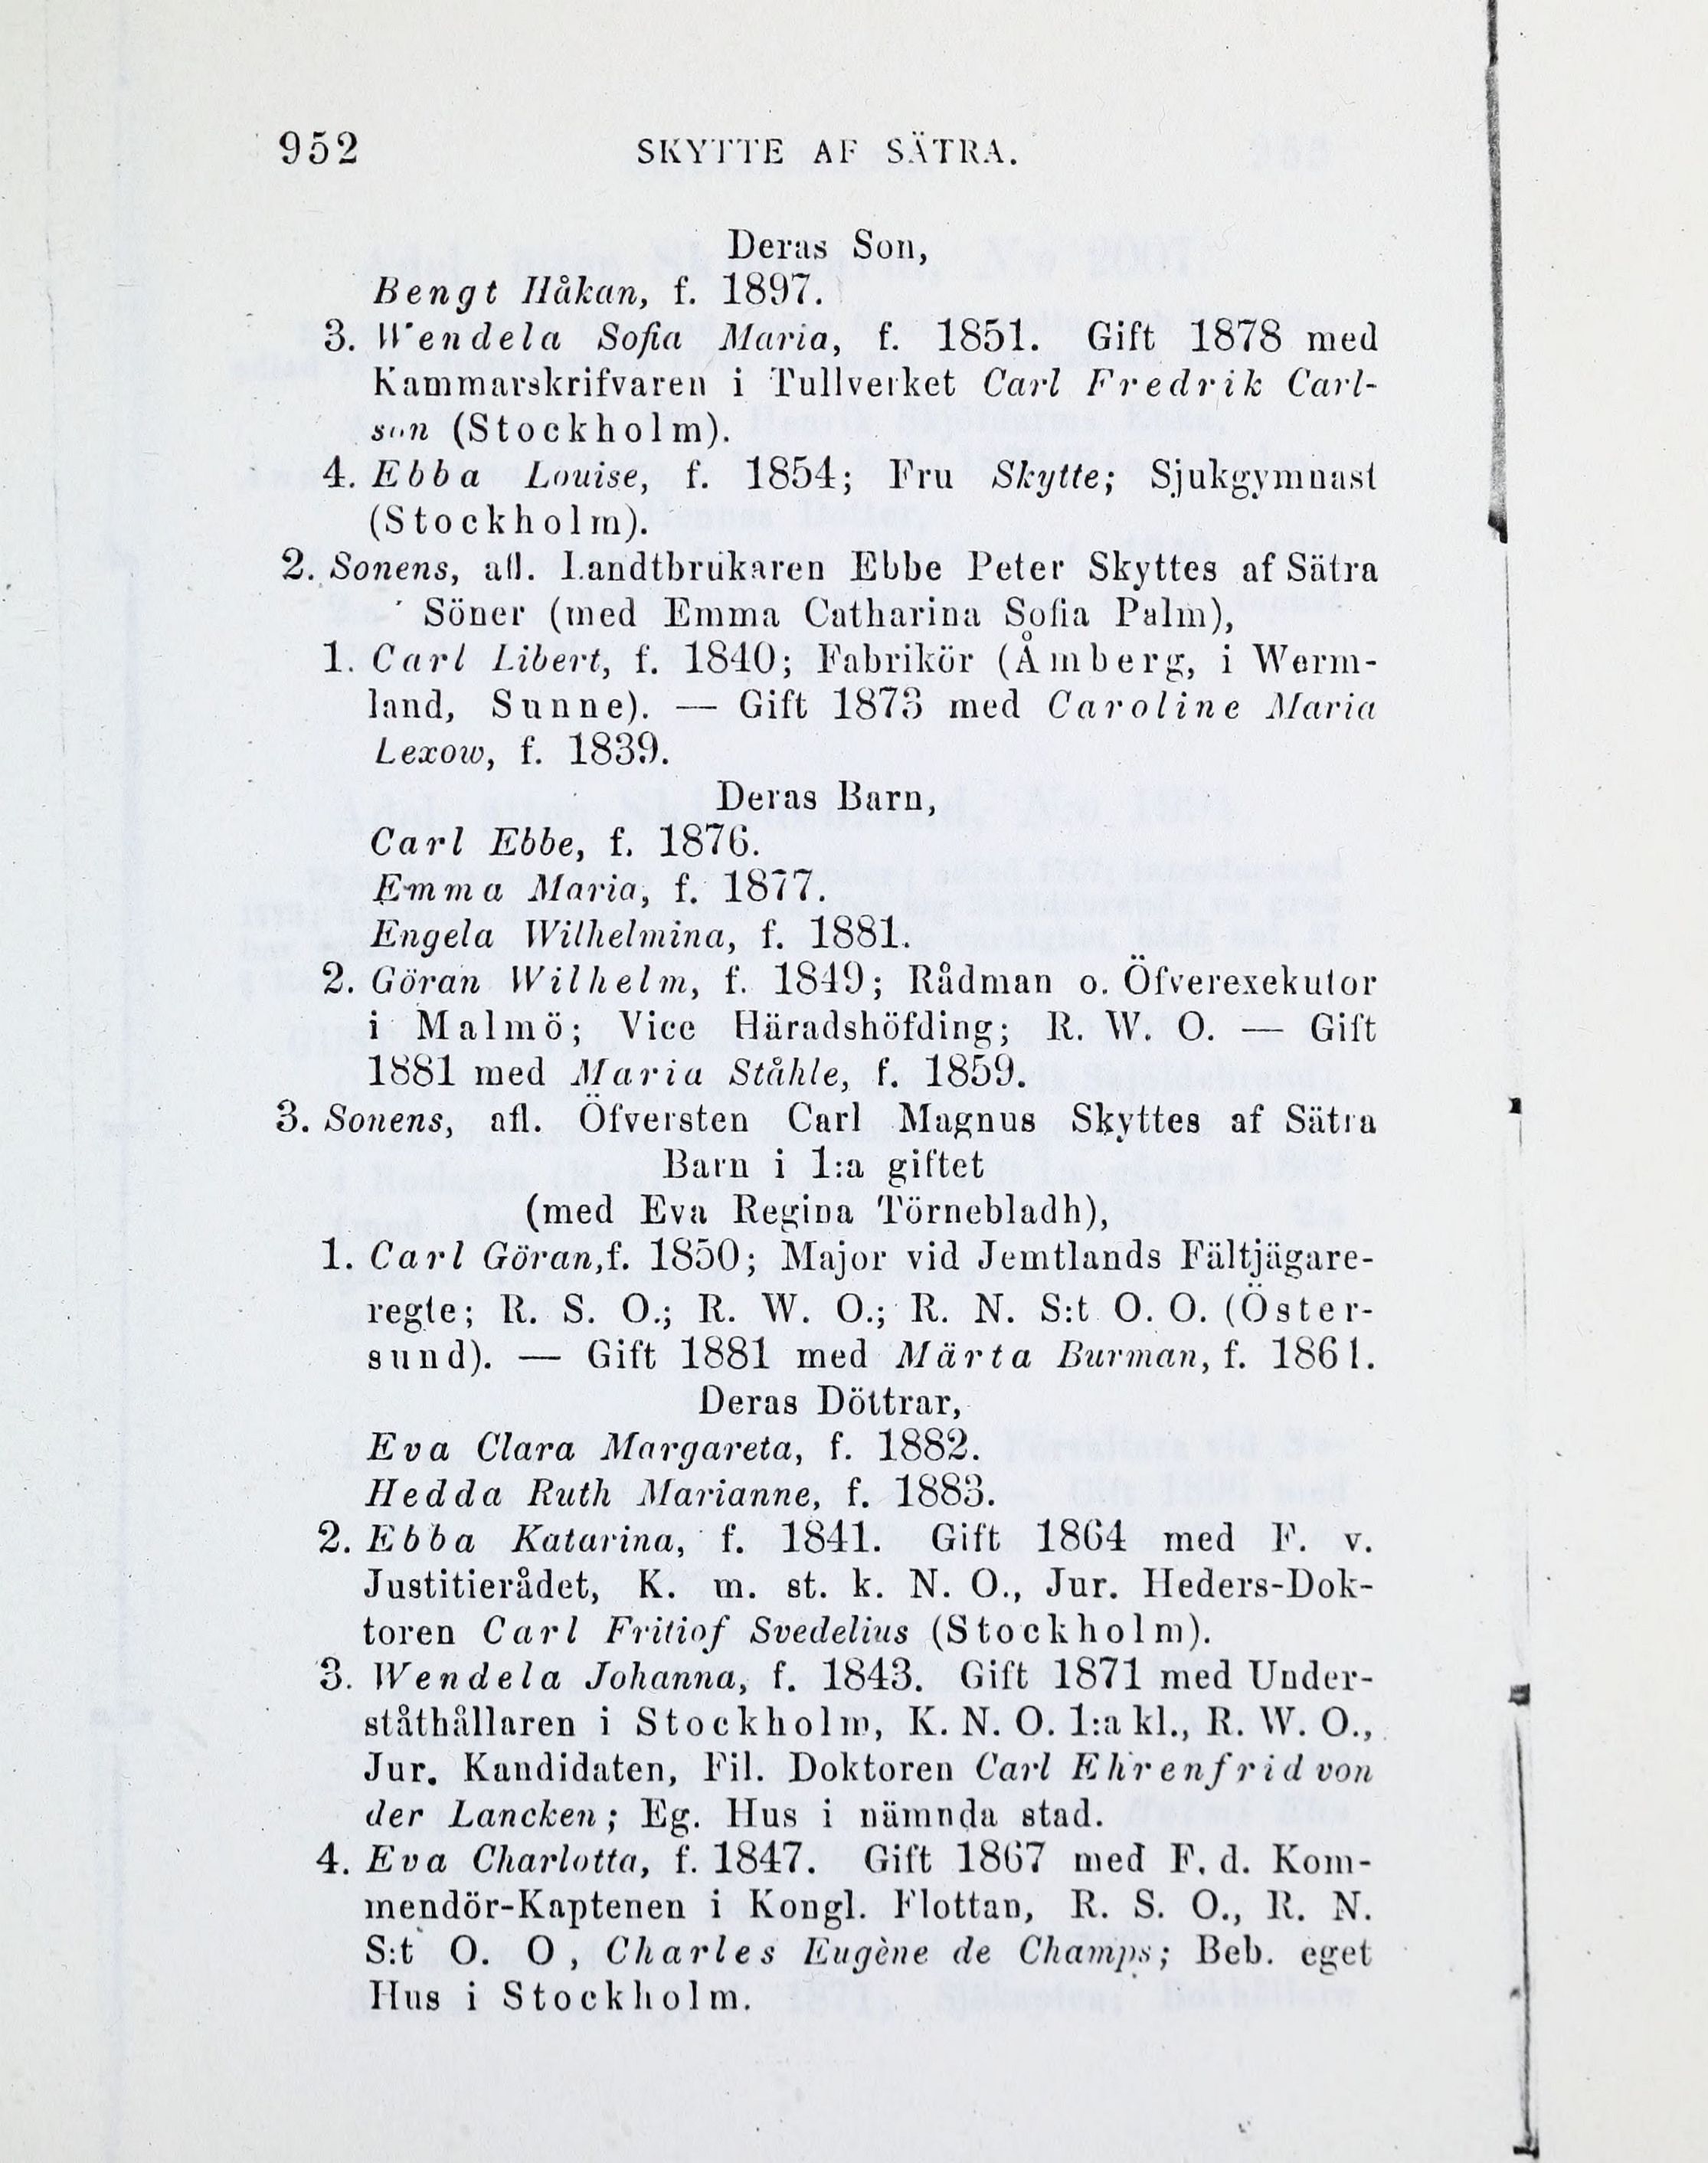 952 SKYTTE AF SÄTRA.
Deras Son,
Bengt Håkan, f. 1897.
3. Wendela Sofia Maria, f. 1851. Gift 1878 med
Kammarskrifvaren i Tullverket Carl Fredrik Carl-
son (Stockholm).
4. Ebba Louise, f. 1854; Fru Skytte; Sjukgymnast
(Stockholm).
2. Sonens, afl. Landtbrukaren Ebbe Peter Skyttes af Sätra
Söner (med Emma Catharina Sofia Palm),
1. Carl Libert, f. 1840; Fabrikör (Åmberg, i Werm-
land, Sunne). — Gift 1873 med Caroline Maria
Lexow, f. 1839.
Deras Barn,
Carl Ebbe, f. 1876.
Emma Maria, f. 1877.
Engela Wilhelmina, f. 1881.
2. Göran Wilhelm, f. 1849; Rådman o. Öfverexekutor
i Malmö; Vice Häradshöfding; R. W. O. — Gift
1881 med Maria Ståhle, f. 1859.
3. Sonens, afl. Öfversten Carl Magnus Skyttes af Sätra
Barn i 1:a giftet
(med Eva Regina Törnebladh),
1. Carl Göran, f. 1850; Major vid Jemtlands Fältjägare-
regte; R. S. O.; R. W. O.; R. N. S:t O. O. (Öster-
sund). — Gift 1881 med Märta Burman, f. 1861.
Deras Döttrar,
Eva Clara Margareta, f. 1882.
Hedda Ruth Marianne, f. 1883.
2. Ebba Katarina, f. 1841. Gift 1864 med F. v.
Justitierådet, K. m. st. k. N. O., Jur. Heders-Dok-
toren Carl Fritiof Svedelius (Stockholm).
3. Wendela Johanna, f. 1843. Gift 1871 med Under-
ståthållaren i Stockholm, K. N. O. 1:a kl., R. W. O.,
Jur. Kandidaten, Fil. Doktoren Carl Ehrenfrid von
der Lancken; Eg. Hus i nämnda stad.
4. Eva Charlotta, f. 1847. Gift 1867 med F. d. Kom-
mendör-Kaptenen i Kongl. Flottan, R. S. O., R. N.
S:t O. O, Charles Eugène de Champs; Beb. eget
Hus i Stockholm.